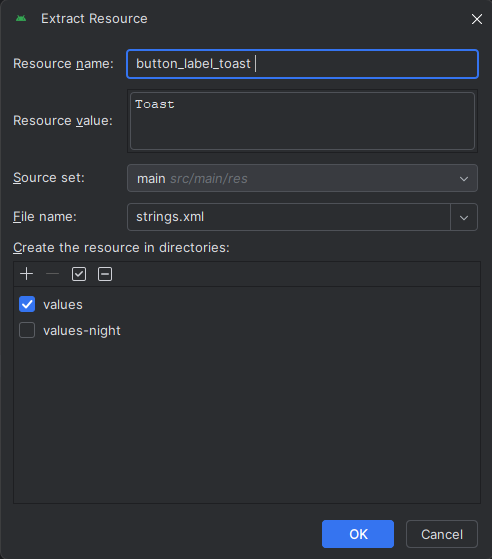 Extract Resource
Resource name: button_label_toast
Resource value: Toast
Source set: main src/main/res
File name: strings.xml
Create the resource in directories:
values
values-night
OK Cancel